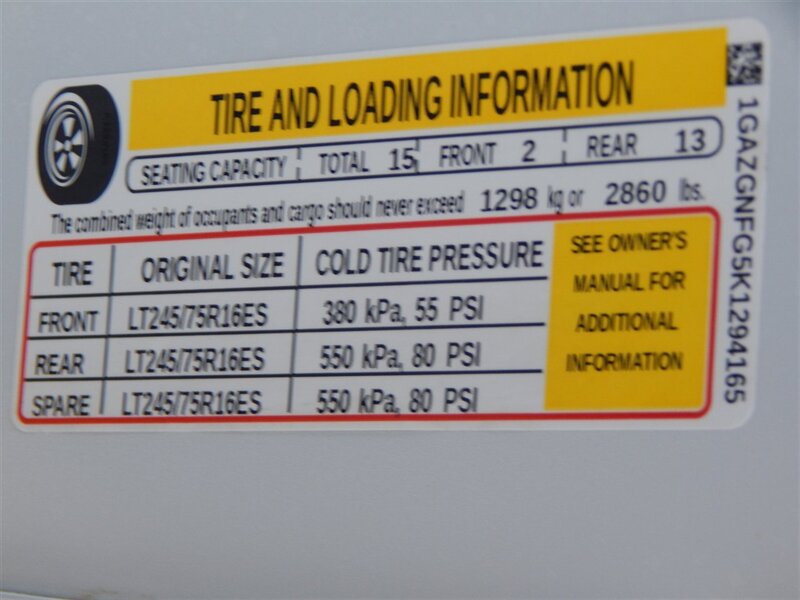 TIRE AND LOADING INFORMATION
SEATING CAPACITY TOTAL 15 FRONT 2 REAR 13
The combined weight of occupants and cargo should never exceed 1298 kg or 2860 lbs.
TIRE ORIGINAL SIZE COLD TIRE PRESSURE
FRONT LT245/75R16ES 380 kPa, 55 PSI
REAR LT245/75R16ES 550 kPa, 80 PSI
SPARE LT245/75R16ES 550 kPa, 80 PSI
SEE OWNER'S
MANUAL FOR
ADDITIONAL
INFORMATION
1GAZGNFG5K1294165